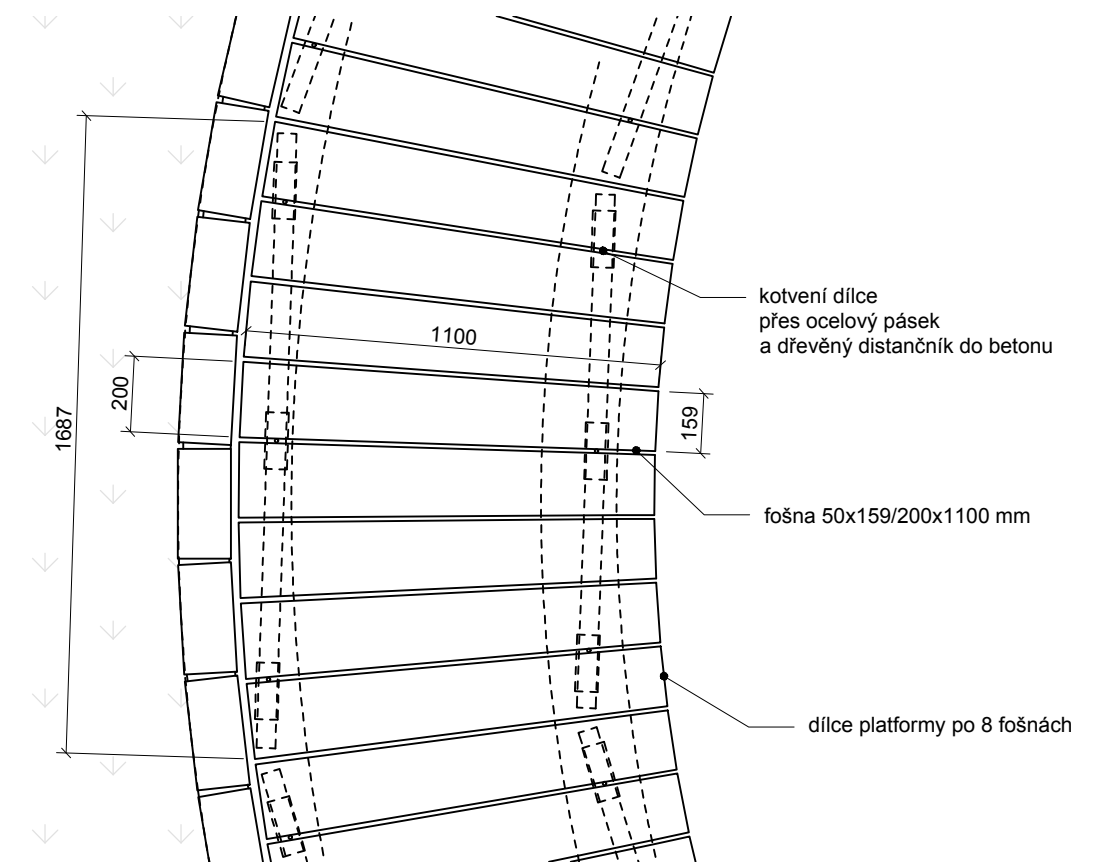 kotvení dílce
přes ocelový pásek
a dřevěný distančník do betonu
1100
200
159
1687
fošna 50x159/200x1100 mm
dílce platformy po 8 fošnách